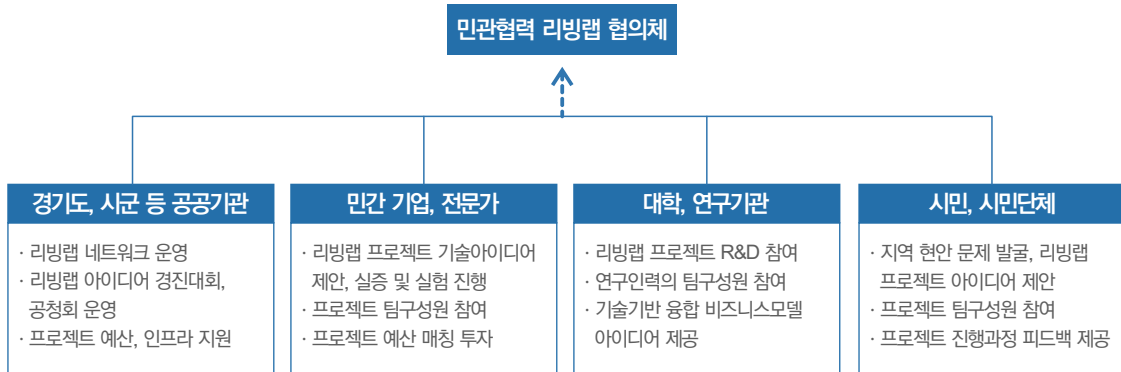 민관협력 리빙랩 협의체
경기도, 시군 등 공공기관
· 리빙랩 네트워크 운영
· 리빙랩 아이디어 경진대회,
공청회 운영
· 프로젝트 예산, 인프라 지원
민간 기업, 전문가
· 리빙랩 프로젝트 기술아이디어
제안, 실증 및 실험 진행
· 프로젝트 팀구성원 참여
· 프로젝트 예산 매칭 투자
대학, 연구기관
· 리빙랩 프로젝트 R&D 참여
· 연구인력의 팀구성원 참여
· 기술기반 융합 비즈니스모델
아이디어 제공
시민, 시민단체
· 지역 현안 문제 발굴, 리빙랩
프로젝트 아이디어 제안
· 프로젝트 팀구성원 참여
· 프로젝트 진행과정 피드백 제공